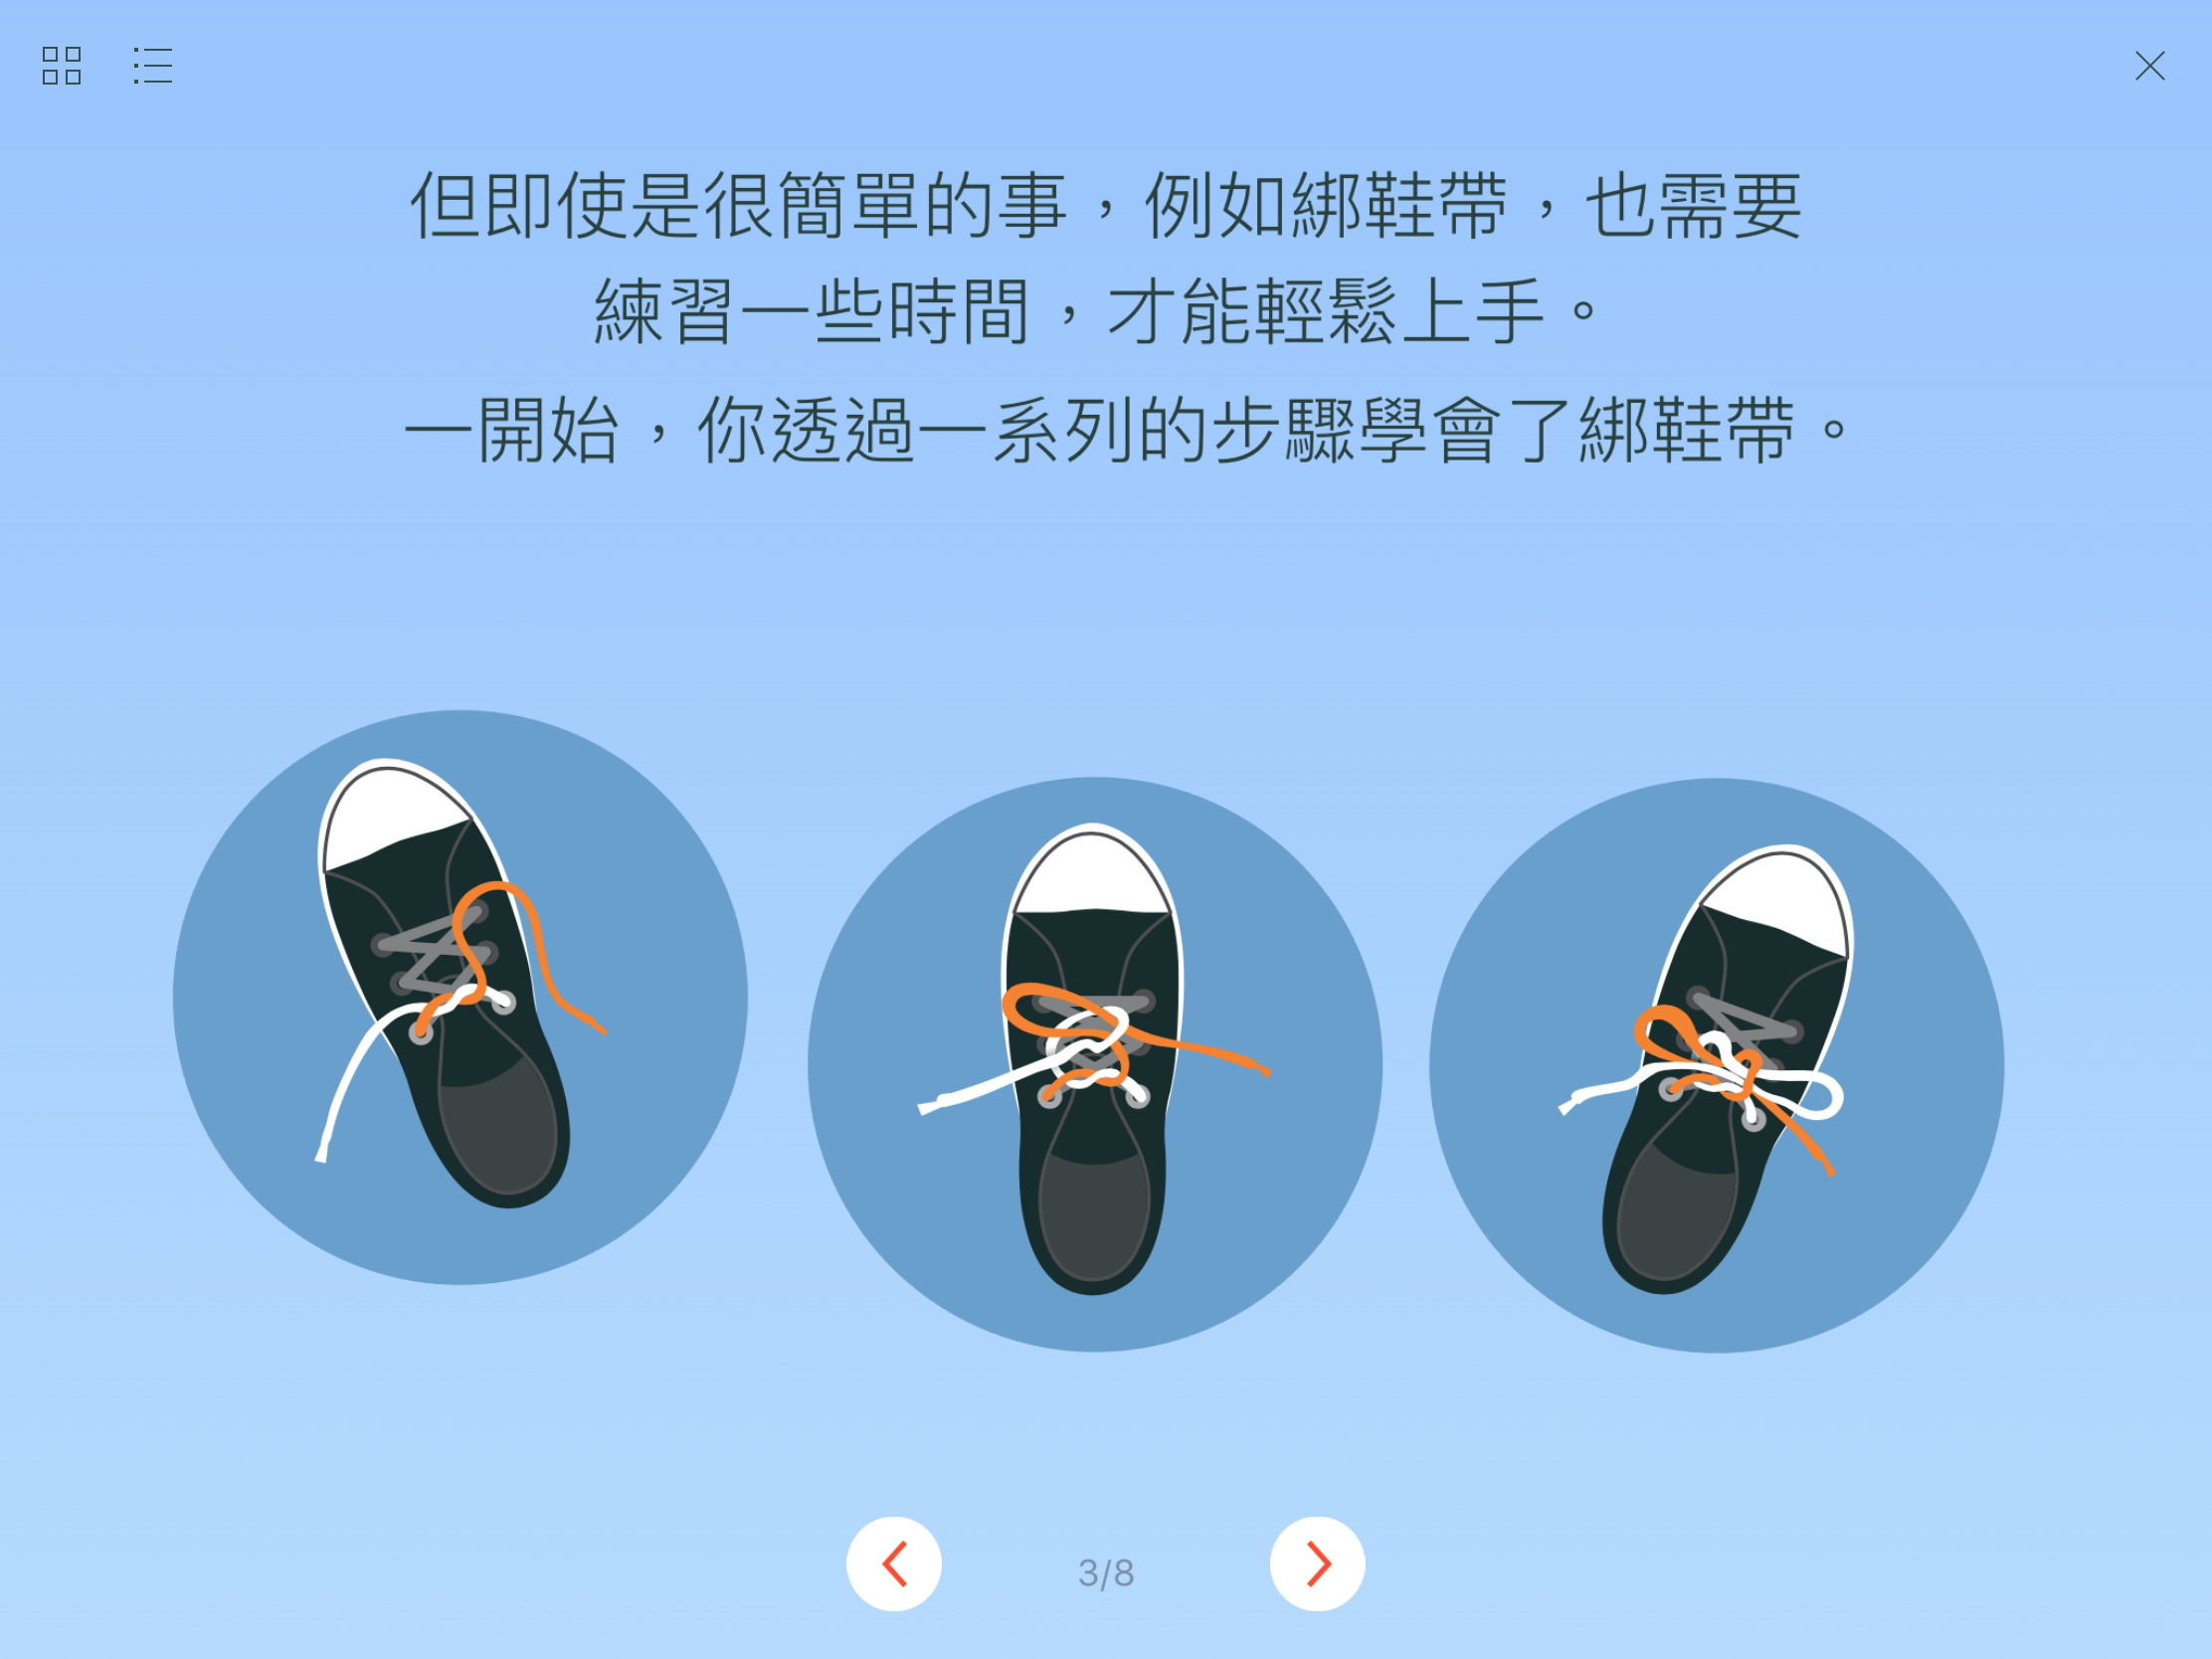 但即使是很簡單的事，例如綁鞋帶，也需要
練習一些時間，才能輕鬆上手。
一開始，你透過一系列的步驟學會了綁鞋帶。
3/8